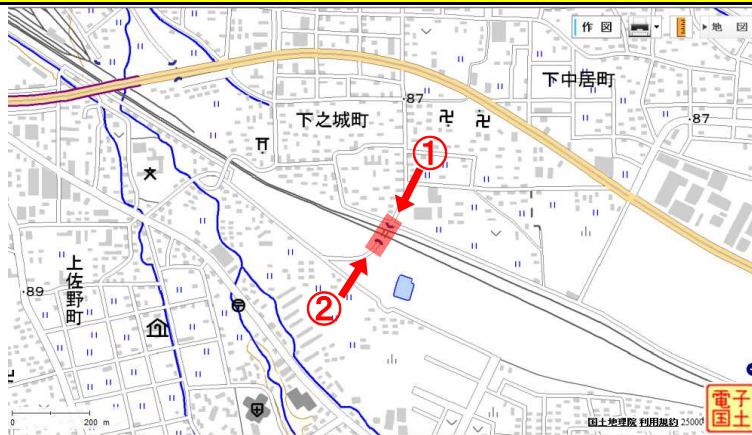 作 図
地 図
下中居町
・87
下之城町
・87
①
上佐野町
・89
②
0 200 m
国土地理院 利用規約 25000
電子国土